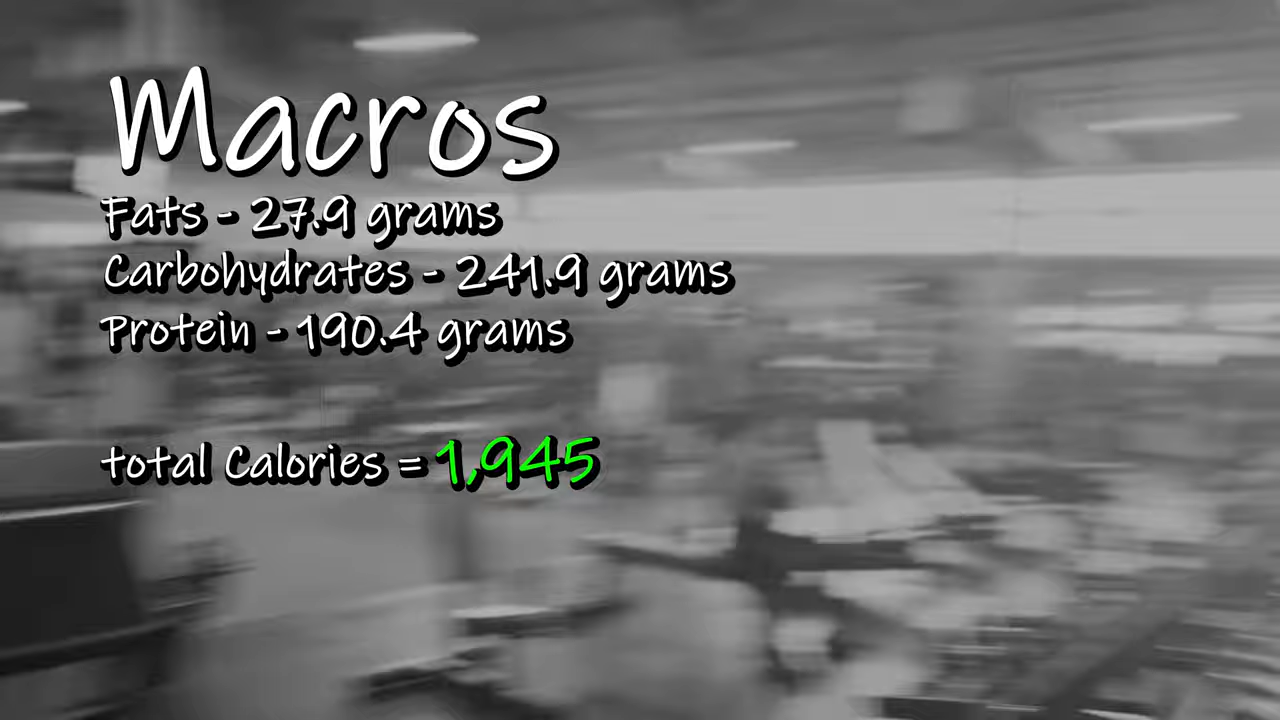 Macros
Fats - 27.9 grams
Carbohydrates - 241.9 grams
Protein - 190.4 grams
total Calories = 1,945